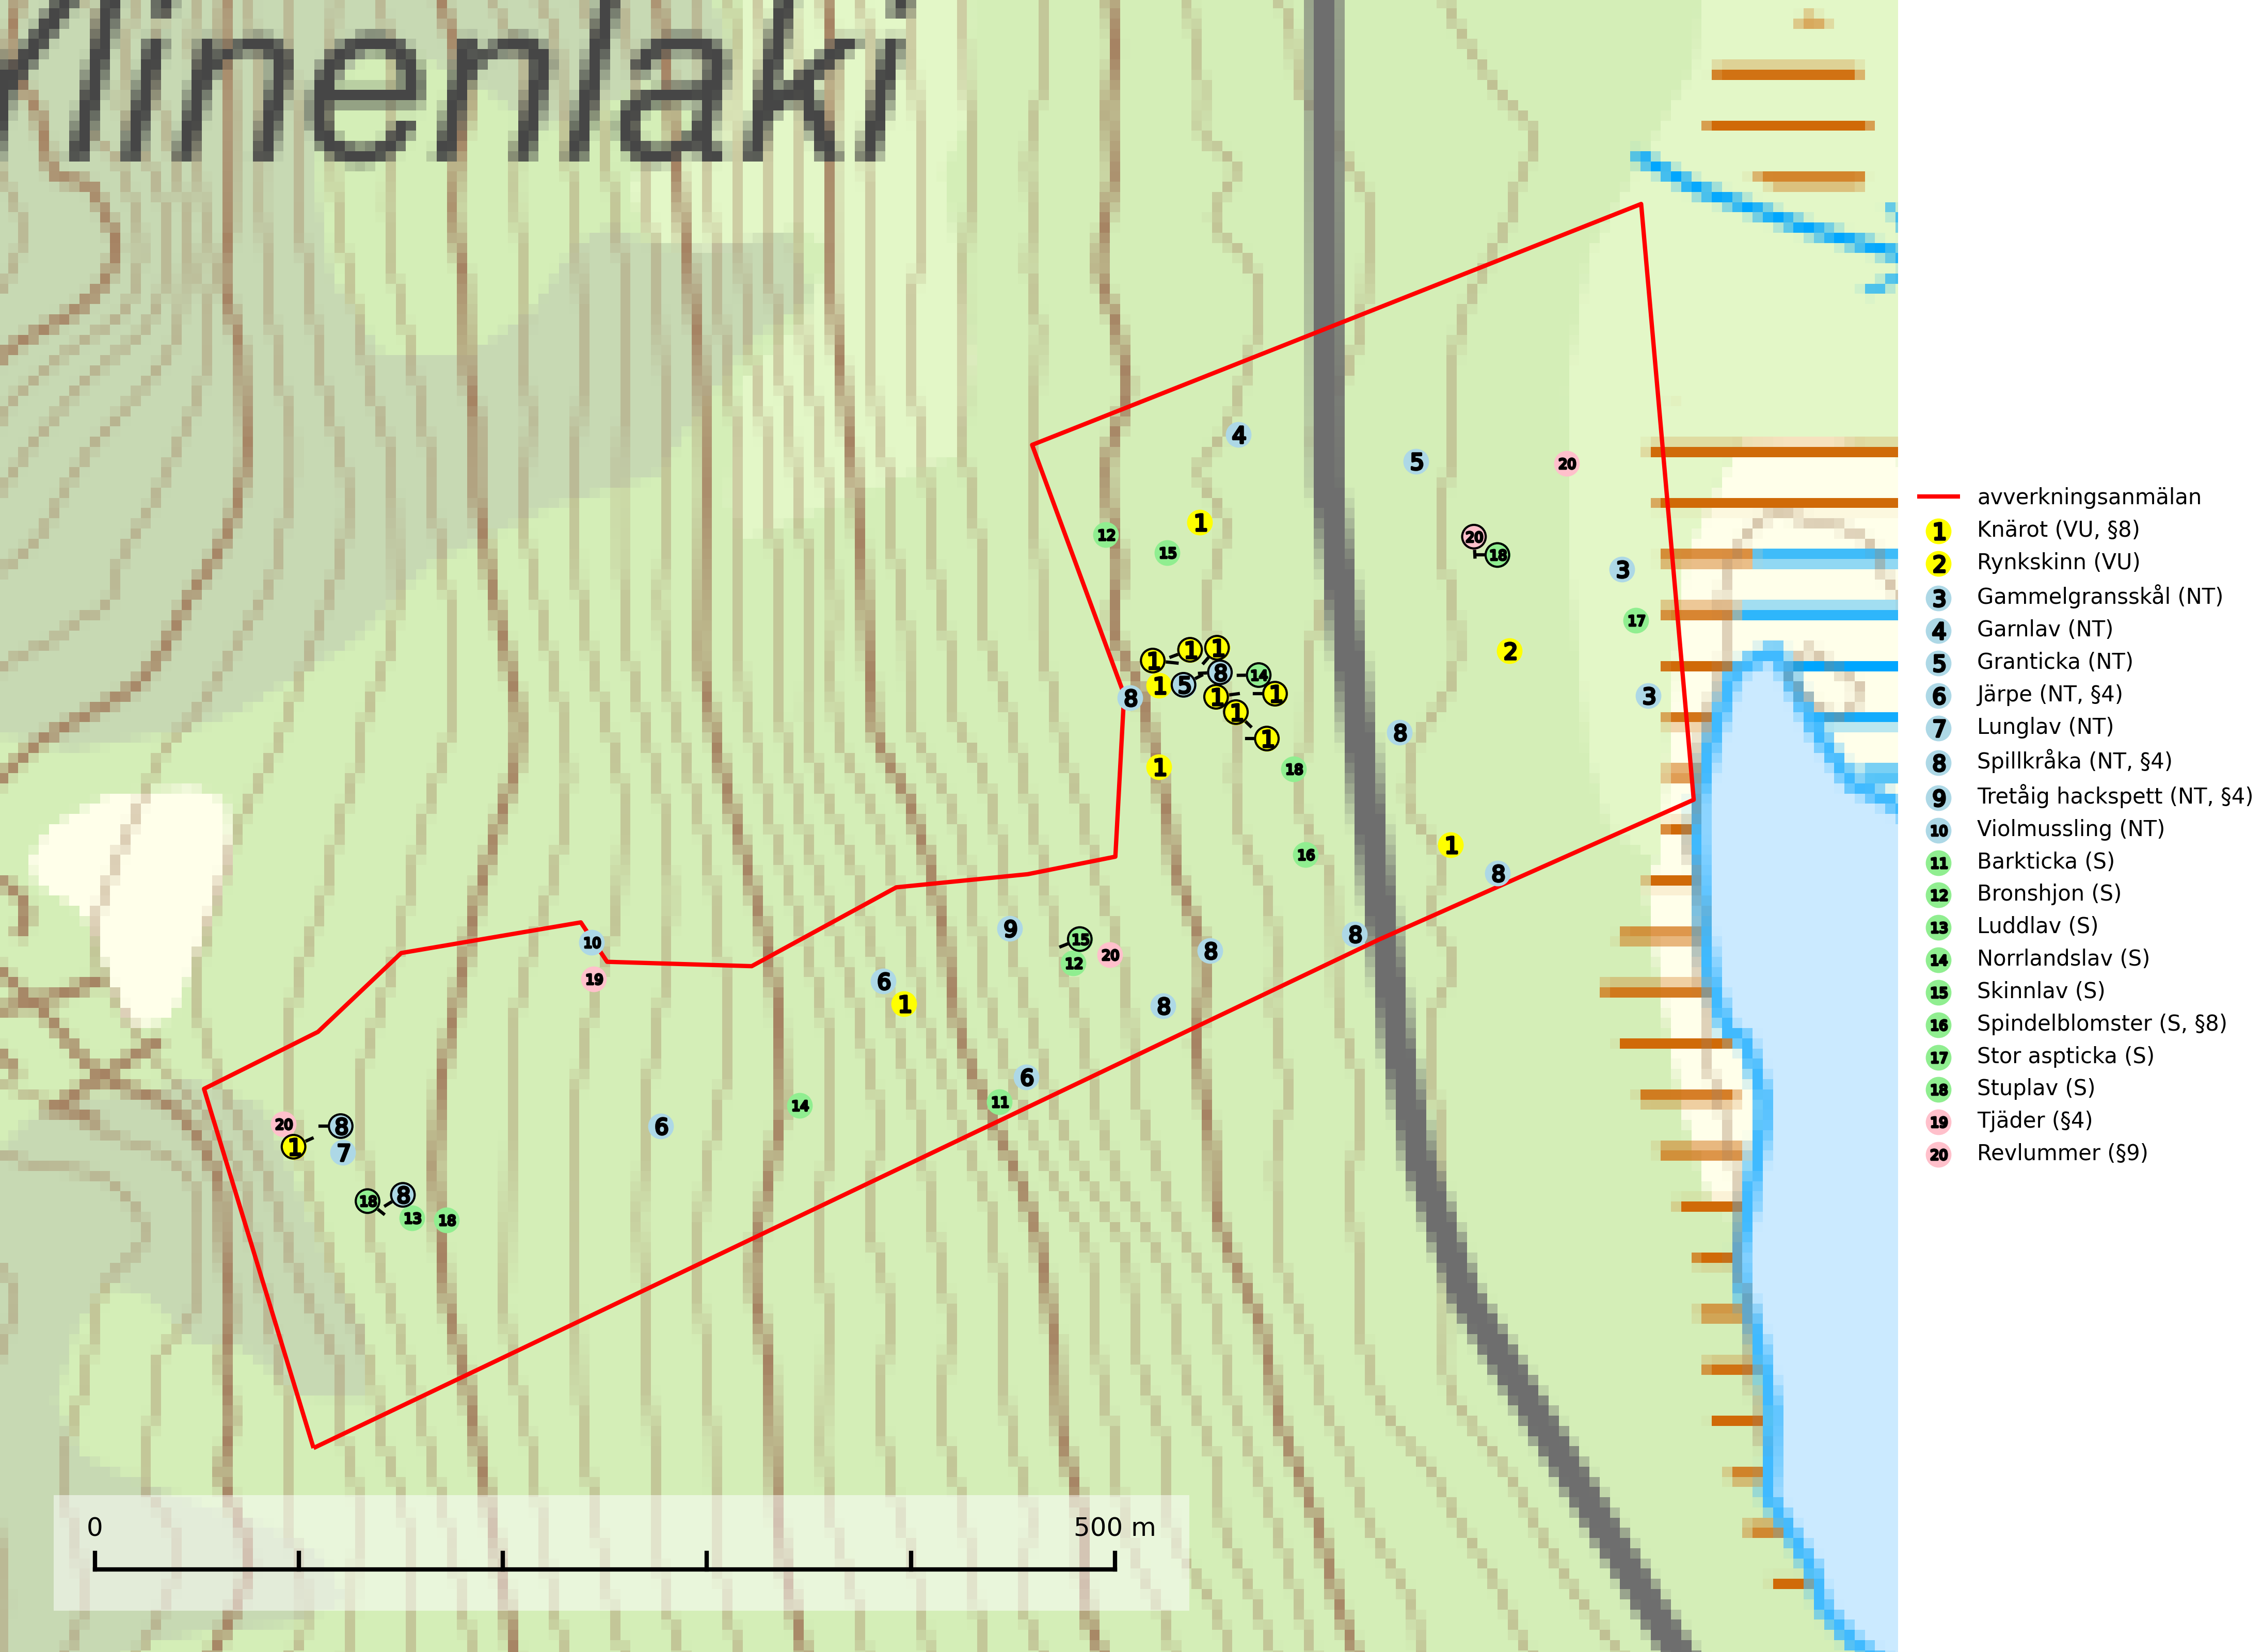 4
5
20
1
12
15
20
18
3
17
1
1
1
2
8
5
14
1
8
1
1
1
3
1
8
1
18
1
16
8
9
15
8
10
20
12
8
19
6
1
8
6
11
14
20
8
6
1
7
8
18
13
18
0
500 m
avverkningsanmälan
1 Knärot (VU, §8)
2 Rynkskinn (VU)
3 Gammelgransskål (NT)
4 Garnlav (NT)
5 Granticka (NT)
6 Järpe (NT, §4)
7 Lunglav (NT)
8 Spillkråka (NT, §4)
9 Tretåig hackspett (NT, §4)
10 Violmussling (NT)
11 Barkticka (S)
12 Bronshjon (S)
13 Luddlav (S)
14 Norrlandslav (S)
15 Skinnlav (S)
16 Spindelblomster (S, §8)
17 Stor aspticka (S)
18 Stuplav (S)
19 Tjäder (§4)
20 Revlummer (§9)